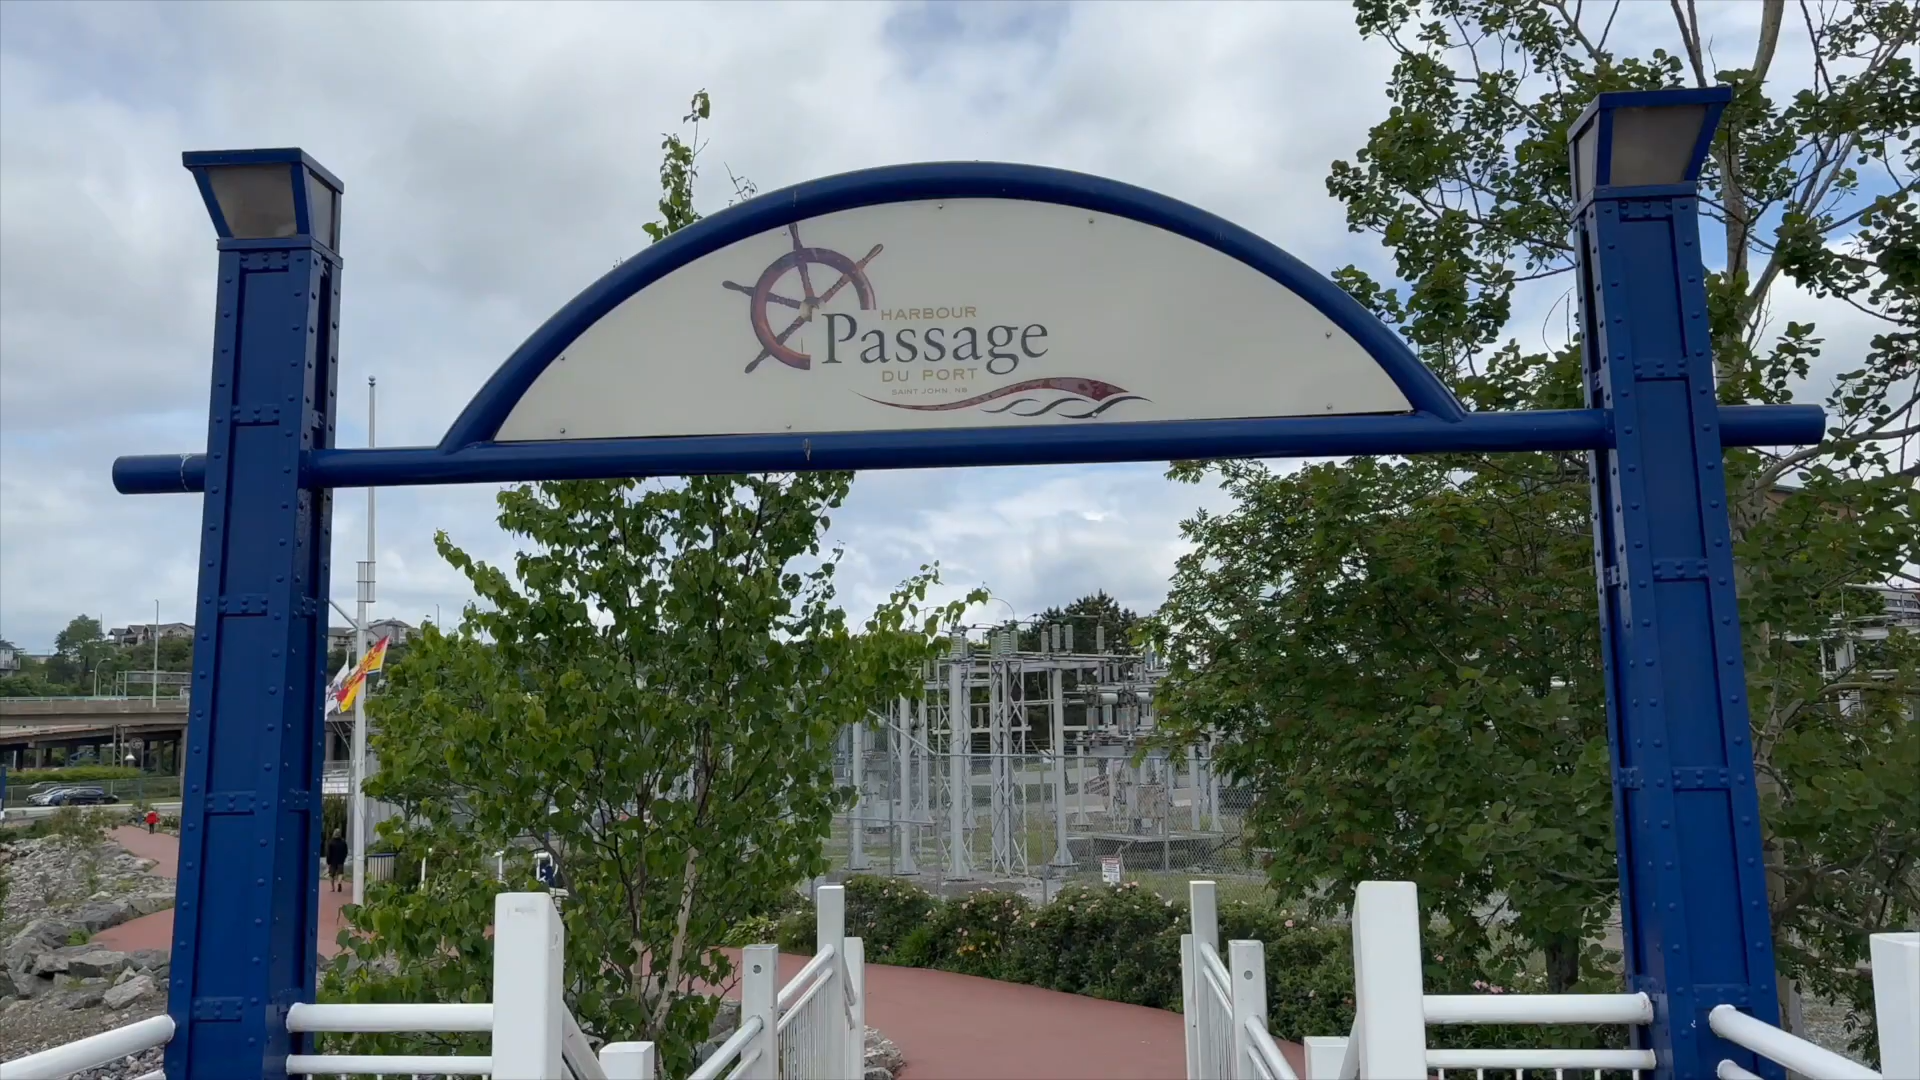 HARBOUR
Passage
DU PORT
SAINT JOHN, NB